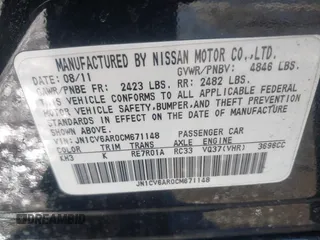 MANUFACTURED BY NISSAN MOTOR CO.,LTD.
DATE: 08/11 GVWR/PNBV: 4846 LBS.
GAWR/PNBE FR: 2423 LBS. RR: 2482 LBS.
THIS VEHICLE CONFORMS TO ALL APPLICABLE FEDERAL
MOTOR VEHICLE SAFETY,BUMPER,AND THEFT PREVENTION
STANDARDS IN EFFECT ON THE DATE OF MANUFACTURE
SHOWN ABOVE.
VIN:JN1CV6AR0CM671148 PASSENGER CAR
COLOR TRIM TRANS AXLE ENGINE
KH3 K RE7R01A RC33 VQ37(VHR) 3696CC
JN1CV6AR0CM671148
DREAMBID